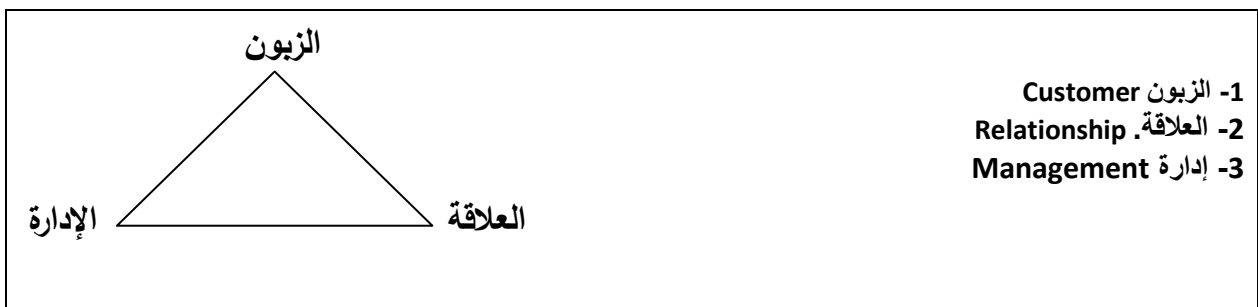 الزبون
1- الزبون Customer
2- العلاقة. Relationship
3- إدارة Management
العلاقة
الإدارة